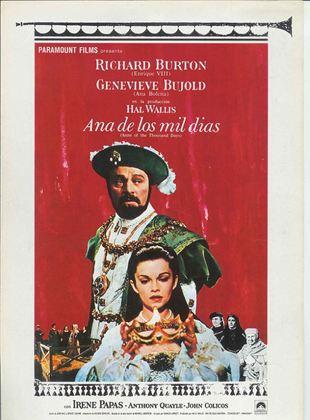 PARAMOUNT FILMS presenta
RICHARD BURTON
(Enrique VIII)
GENEVIEVE BUJOLD
(Ana Bolena)
en la producción
HAL WALLIS
Ana de los mil dias
(Anne of the Thousand Days)
con IRENE PAPAS - ANTHONY QUAYLE - JOHN COLICOS